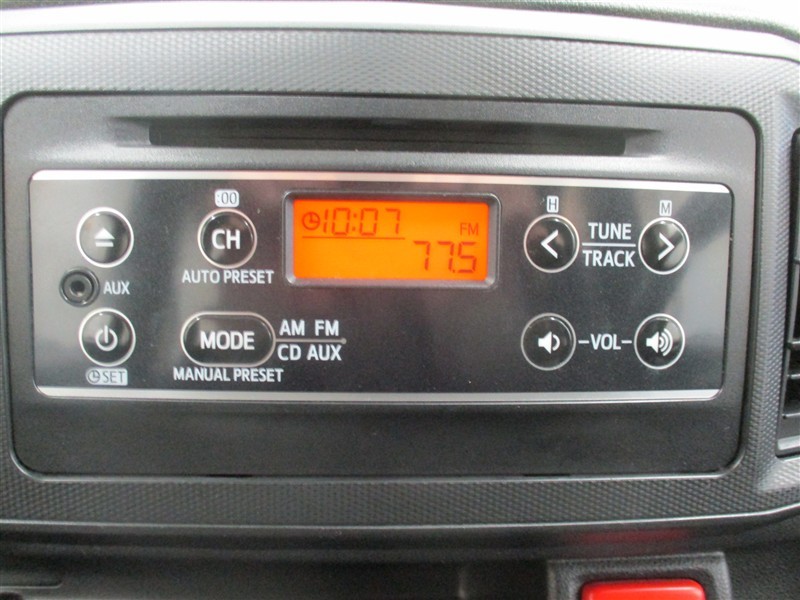 :00
CH
AUTO PRESET
AUX
SET
MODE
AM FM
CD AUX
MANUAL PRESET
10:07
FM
77.5
H
M
TUNE
TRACK
VOL